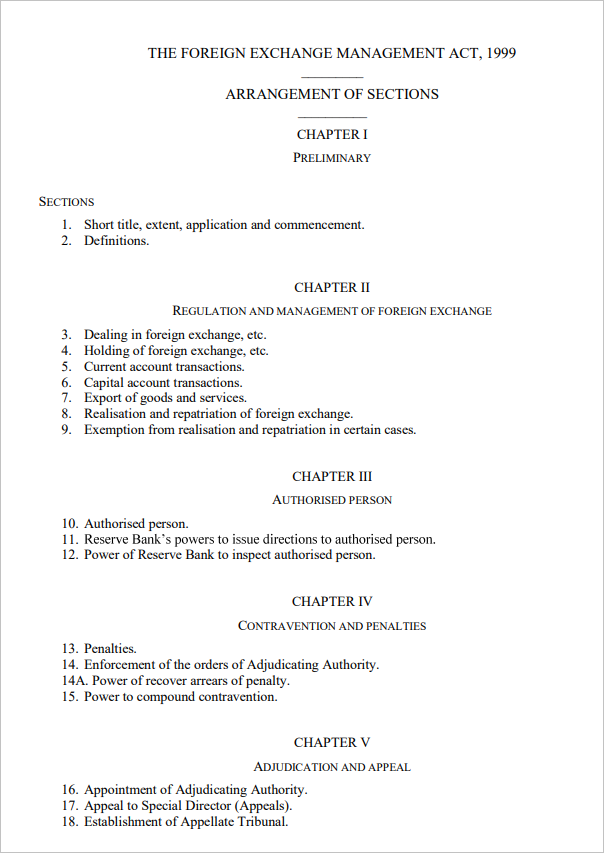 THE FOREIGN EXCHANGE MANAGEMENT ACT, 1999
ARRANGEMENT OF SECTIONS
CHAPTER I
PRELIMINARY
SECTIONS
1. Short title, extent, application and commencement.
2. Definitions.
CHAPTER II
REGULATION AND MANAGEMENT OF FOREIGN EXCHANGE
3. Dealing in foreign exchange, etc.
4. Holding of foreign exchange, etc.
5. Current account transactions.
6. Capital account transactions.
7. Export of goods and services.
8. Realisation and repatriation of foreign exchange.
9. Exemption from realisation and repatriation in certain cases.
CHAPTER III
AUTHORISED PERSON
10. Authorised person.
11. Reserve Bank’s powers to issue directions to authorised person.
12. Power of Reserve Bank to inspect authorised person.
CHAPTER IV
CONTRAVENTION AND PENALTIES
13. Penalties.
14. Enforcement of the orders of Adjudicating Authority.
14A. Power of recover arrears of penalty.
15. Power to compound contravention.
CHAPTER V
ADJUDICATION AND APPEAL
16. Appointment of Adjudicating Authority.
17. Appeal to Special Director (Appeals).
18. Establishment of Appellate Tribunal.